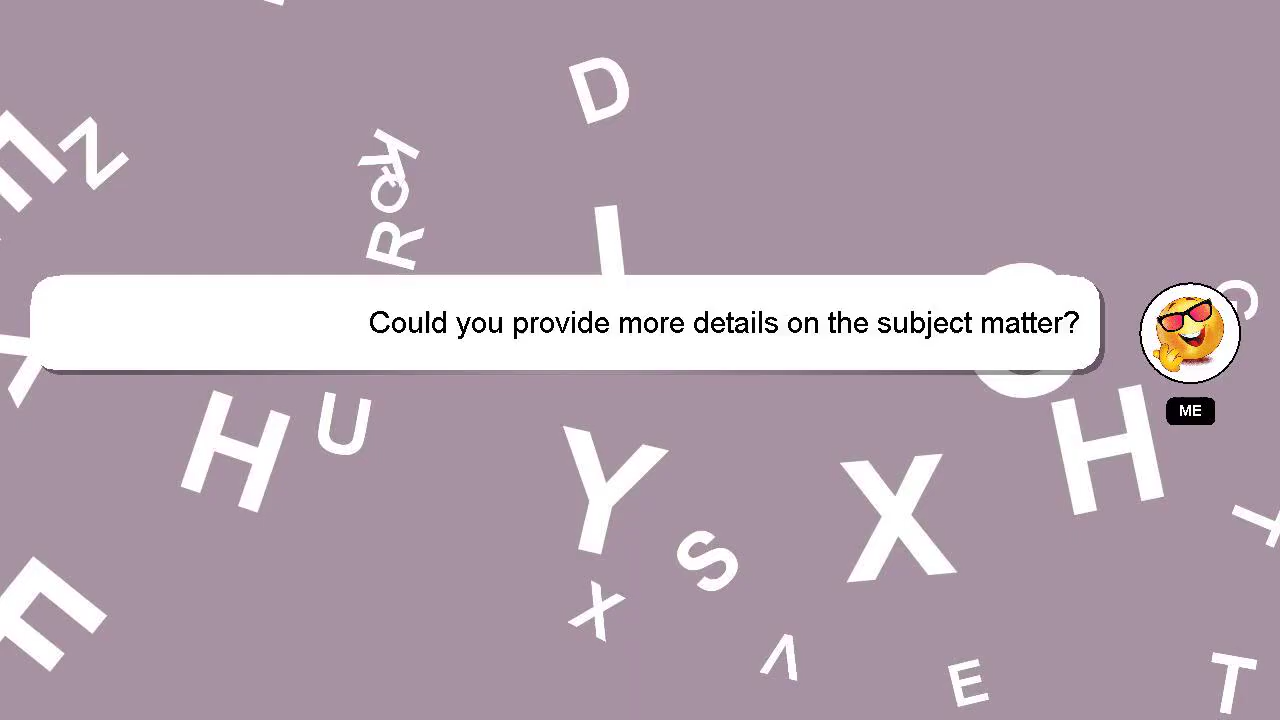 D
N
K
O
R
I
G
H
U
H
Y
X
S
X
V
E
T
Could you provide more details on the subject matter?
ME